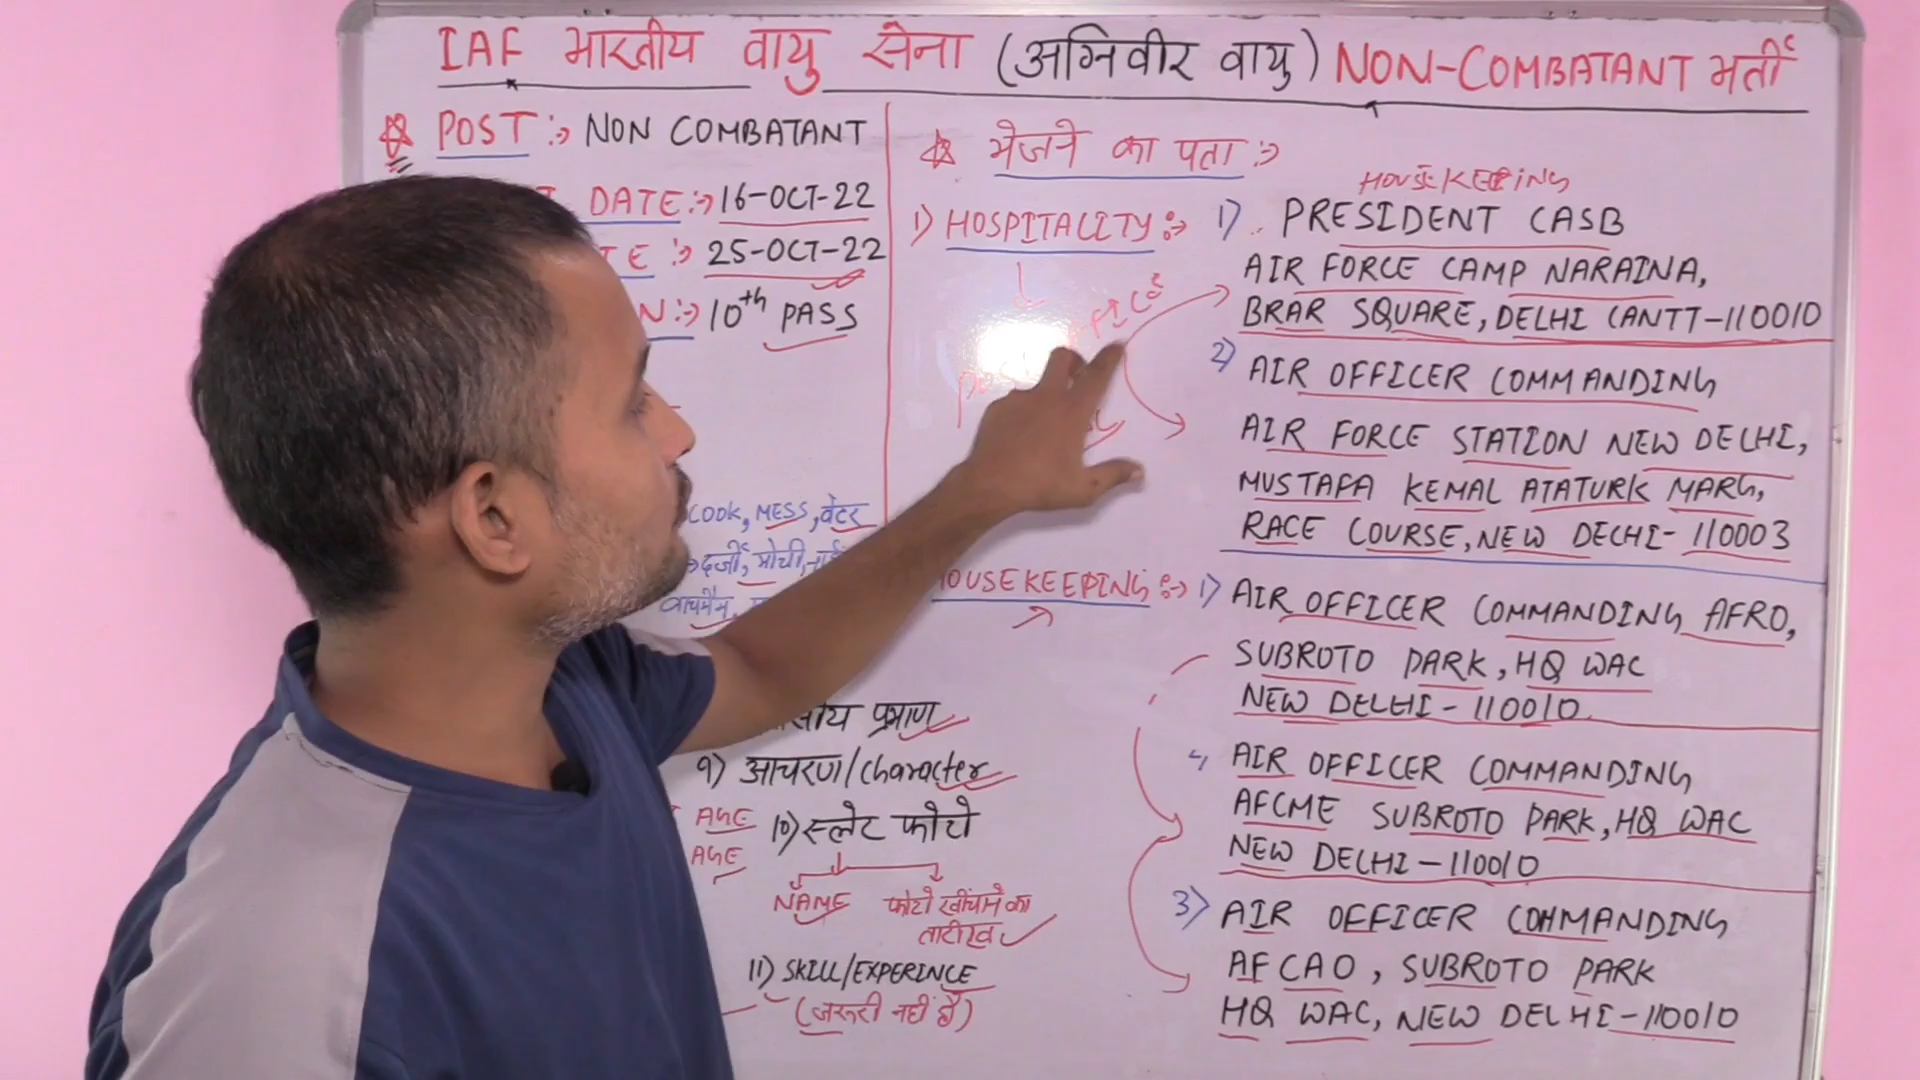 IAF भारतीय वायु सेना (अग्निवीर वायु) NON-COMBATANT भर्ती
POST :-> NON COMBATANT
DATE :-> 16-OCT-22
TE :-> 25-OCT-22
N :-> 10th PASS
COOK, MESS, वेटर
दर्जी, मोची,
वाचमैन,
प्रमाण
9) आचरण/character
AGE
10) स्लेट फोटो
AGE
NAME
फोटो खींचने का
तारीख
11) SKILL/EXPERINCE
(जरूरी नहीं है)
भेजने का पता :->
HOUSEKEEPING
1) HOSPITALITY :-> 1) PRESIDENT CASB
AIR FORCE CAMP NARAINA,
BRAR SQUARE, DELHI CANTT-110010
2) AIR OFFICER COMMANDING
AIR FORCE STATION NEW DELHI,
MUSTAFA KEMAL ATATURK MARG,
RACE COURSE, NEW DELHI-110003
HOUSEKEEPING :-> 1) AIR OFFICER COMMANDING AFRO,
SUBROTO PARK, HQ WAC
NEW DELHI-110010
AIR OFFICER COMMANDING
AFCME SUBROTO PARK, HQ WAC
NEW DELHI-110010
3) AIR OFFICER COMMANDING
AFCAO, SUBROTO PARK
HQ WAC, NEW DELHI-110010